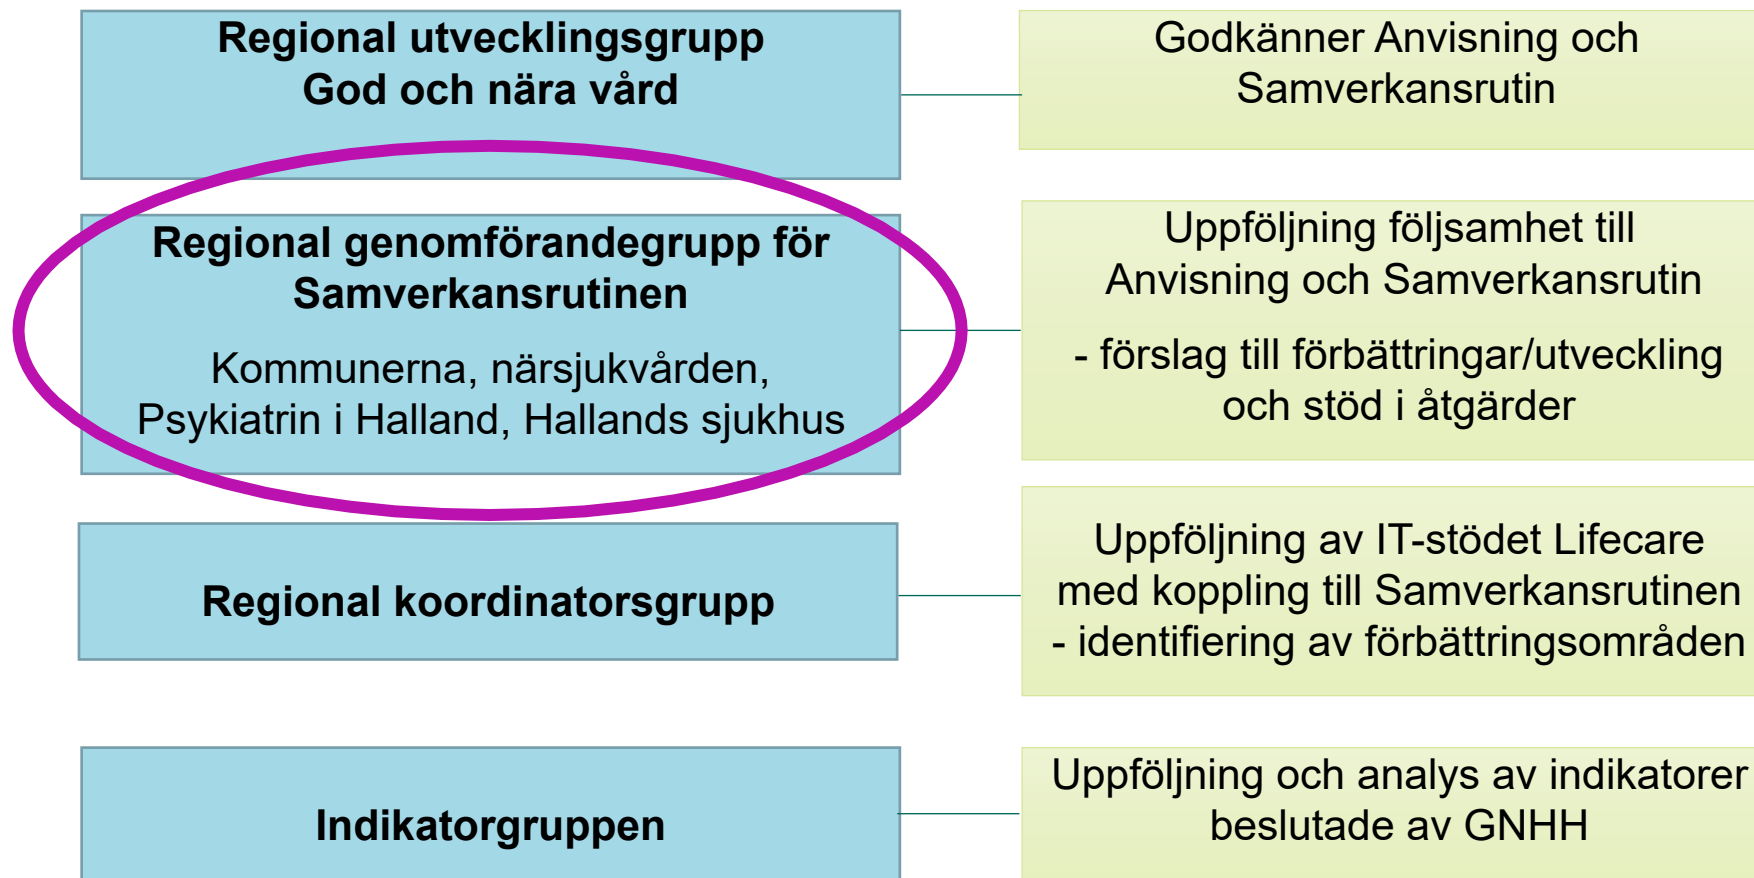 Regional utvecklingsgrupp
God och nära vård
Godkänner Anvisning och
Samverkansrutin
Regional genomförandegrupp för
Samverkansrutinen
Kommunerna, närsjukvården,
Psykiatrin i Halland, Hallands sjukhus
Uppföljning följsamhet till
Anvisning och Samverkansrutin
- förslag till förbättringar/utveckling
och stöd i åtgärder
Regional koordinatorsgrupp
Uppföljning av IT-stödet Lifecare
med koppling till Samverkansrutinen
- identifiering av förbättringsområden
Indikatorgruppen
Uppföljning och analys av indikatorer
beslutade av GNHH